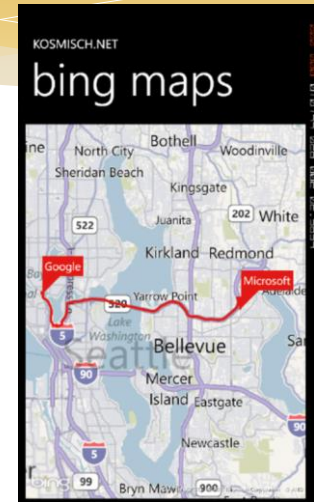 KOSMISCH.NET
bing maps
North City
Bothell
Woodinville
Sheridan Beach
Kingsgate
522
Juanita
202
White
Kirkland
Redmond
Google
Microsoft
520
Yarrow Point
Lake
Washington
5
Seattle
Bellevue
90
Mercer
Island
Eastgate
90
Newcastle
5
bing
99
Bryn Maw
900